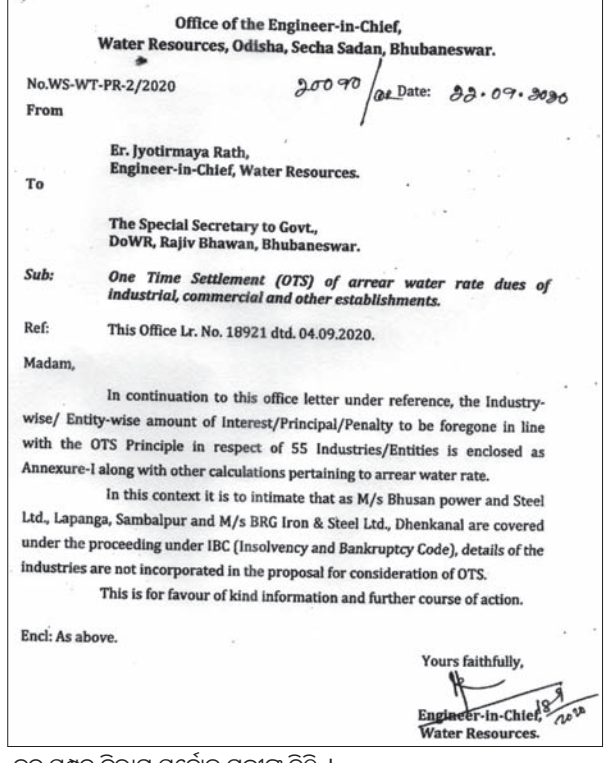 Office of the Engineer-in-Chief,
Water Resources, Odisha, Secha Sadan, Bhubaneswar.
No.WS-WT-PR-2/2020 20090 Date: 22.09.2020
From
Er. Jyotirmaya Rath,
Engineer-in-Chief, Water Resources.
To
The Special Secretary to Govt.,
DoWR, Rajiv Bhawan, Bhubaneswar.
Sub: One Time Settlement (OTS) of arrear water rate dues of
industrial, commercial and other establishments.
Ref: This Office Lr. No. 18921 dtd. 04.09.2020.
Madam,
In continuation to this office letter under reference, the Industry-
wise/ Entity-wise amount of Interest/Principal/Penalty to be foregone in line
with the OTS Principle in respect of 55 Industries/Entities is enclosed as
Annexure-I along with other calculations pertaining to arrear water rate.
In this context it is to intimate that as M/s Bhusan power and Steel
Ltd., Lapanga, Sambalpur and M/s BRG Iron & Steel Ltd., Dhenkanal are covered
under the proceeding under IBC (Insolvency and Bankruptcy Code), details of the
industries are not incorporated in the proposal for consideration of OTS.
This is for favour of kind information and further course of action.
Encl: As above.
Yours faithfully,
Engineer-in-Chief,
Water Resources.